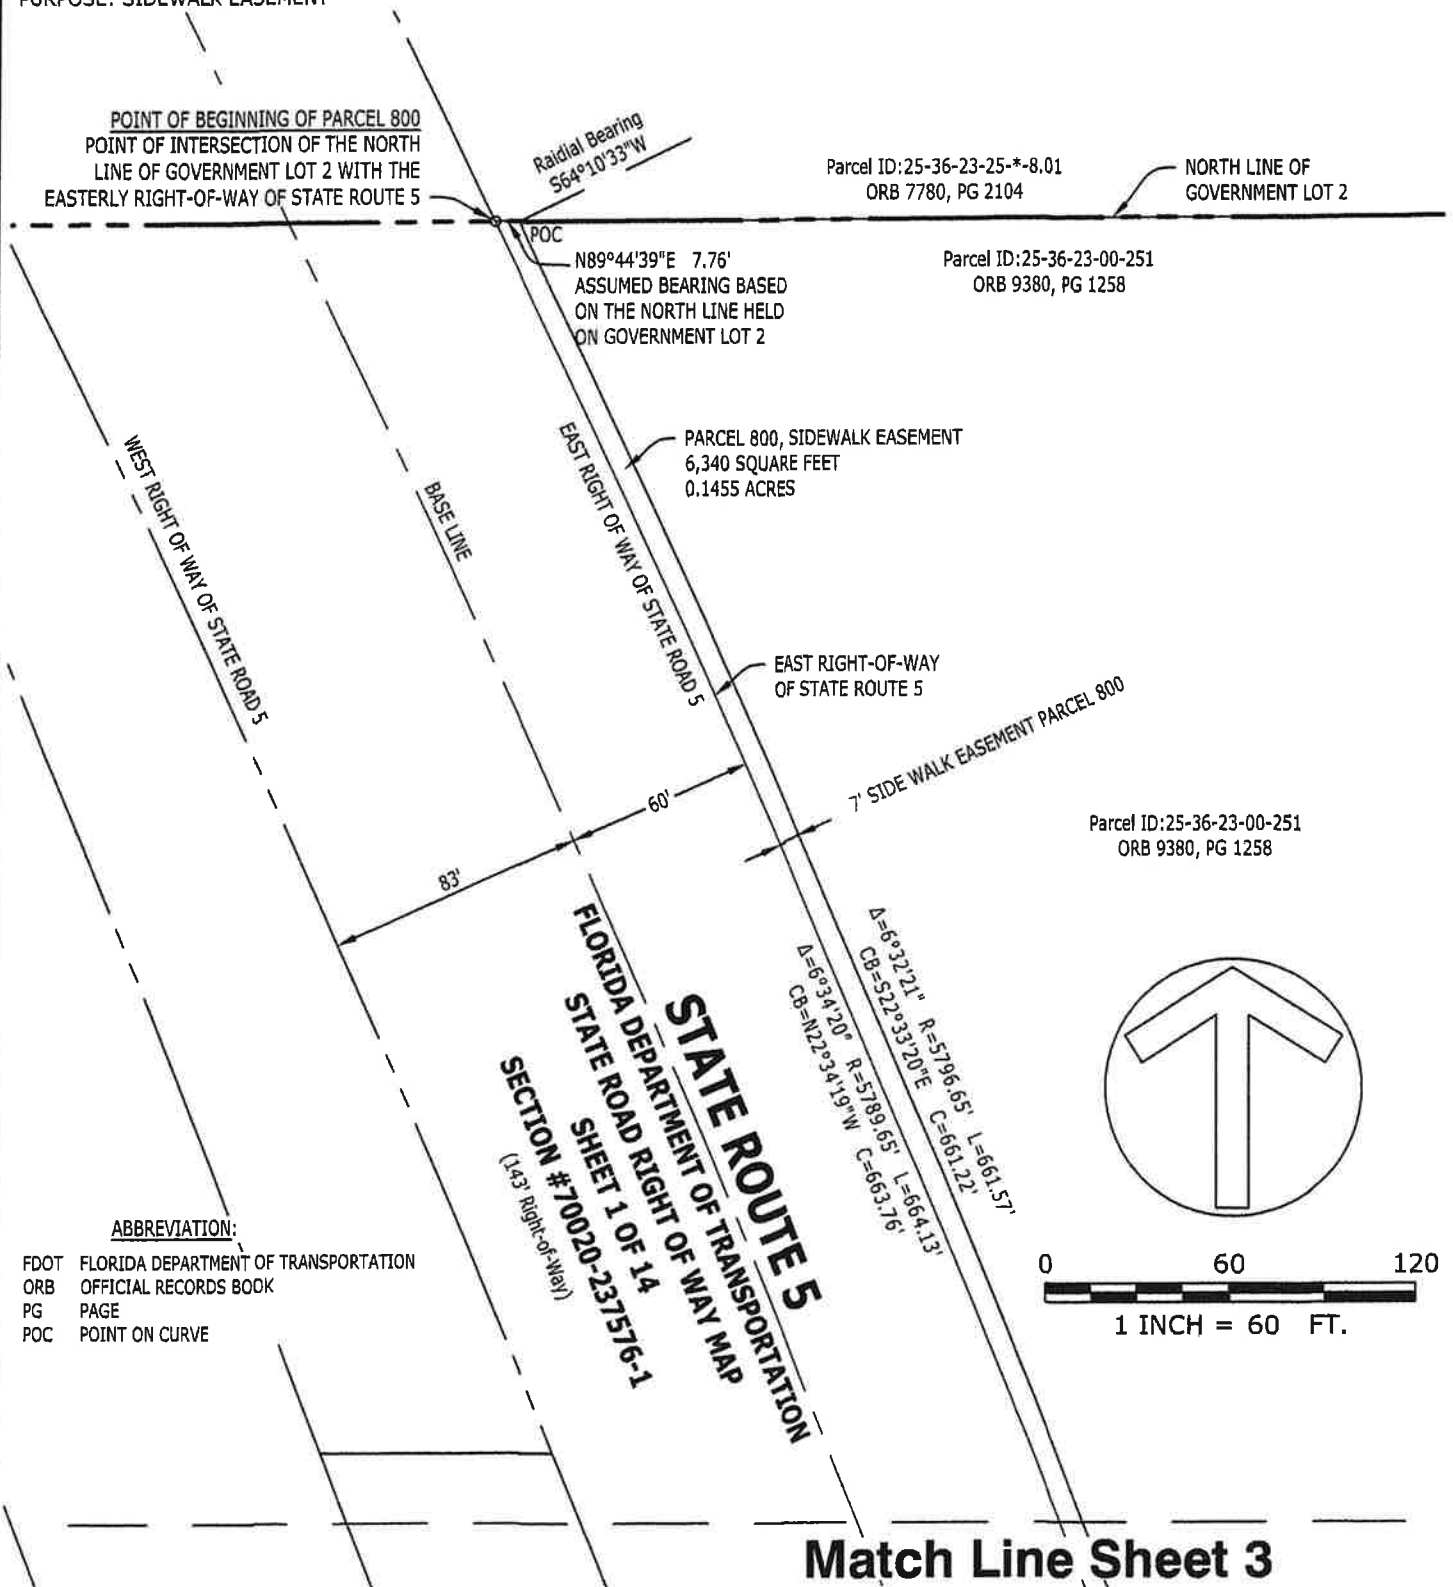 PURPOSE: SIDEWALK EASEMENT
POINT OF BEGINNING OF PARCEL 800
POINT OF INTERSECTION OF THE NORTH
LINE OF GOVERNMENT LOT 2 WITH THE
EASTERLY RIGHT-OF-WAY OF STATE ROUTE 5
Raidial Bearing
S64°10'33"W
Parcel ID:25-36-23-25-*-8.01
ORB 7780, PG 2104
NORTH LINE OF
GOVERNMENT LOT 2
POC
N89°44'39"E 7.76'
ASSUMED BEARING BASED
ON THE NORTH LINE HELD
ON GOVERNMENT LOT 2
Parcel ID:25-36-23-00-251
ORB 9380, PG 1258
WEST RIGHT OF WAY OF STATE ROAD 5
BASE LINE
EAST RIGHT OF WAY OF STATE ROAD 5
PARCEL 800, SIDEWALK EASEMENT
6,340 SQUARE FEET
0.1455 ACRES
EAST RIGHT-OF-WAY
OF STATE ROUTE 5
7' SIDE WALK EASEMENT PARCEL 800
60'
83'
Parcel ID:25-36-23-00-251
ORB 9380, PG 1258
Δ=6°32'21" R=5796.65' L=661.57'
CB=S22°33'20"E C=661.22'
Δ=6°34'20" R=5789.65' L=664.13'
CB=N22°34'19"W C=663.76'
STATE ROUTE 5
FLORIDA DEPARTMENT OF TRANSPORTATION
STATE ROAD RIGHT OF WAY MAP
SHEET 1 OF 14
SECTION #70020-237576-1
(143' Right-of-Way)
ABBREVIATION:
FDOT FLORIDA DEPARTMENT OF TRANSPORTATION
ORB OFFICIAL RECORDS BOOK
PG PAGE
POC POINT ON CURVE
0 60 120
1 INCH = 60 FT.
Match Line Sheet 3